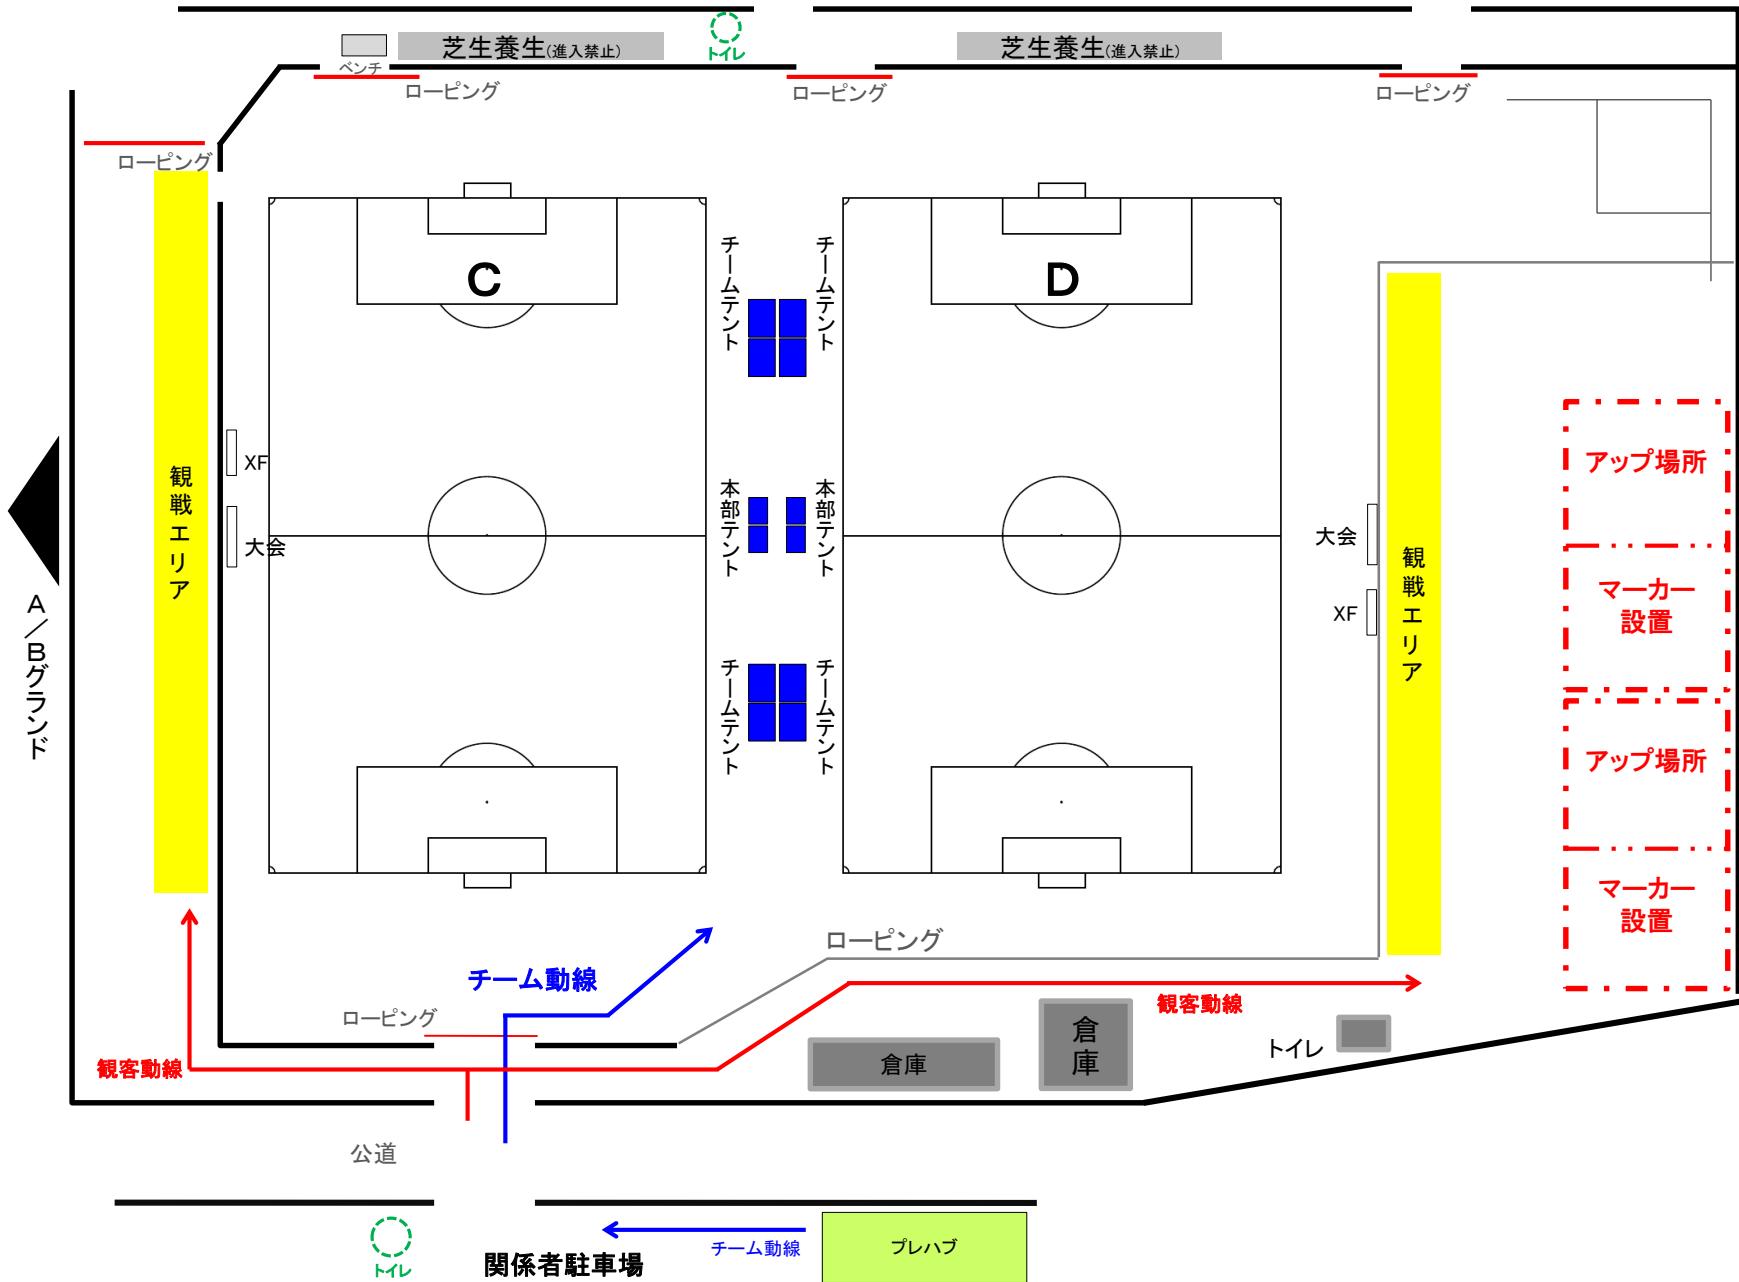 芝生養生(進入禁止)
トイレ
芝生養生(進入禁止)
ベンチ
ローピング
ローピング
ローピング
ローピング
C
D
チームテント
チームテント
観戦エリア
XF
大会
本部テント
本部テント
大会
XF
観戦エリア
アップ場所
マーカー
設置
アップ場所
マーカー
設置
A/Bグランド
チームテント
チームテント
ローピング
チーム動線
ローピング
観客動線
観客動線
倉庫
倉庫
トイレ
公道
トイレ
関係者駐車場
チーム動線
プレハブ